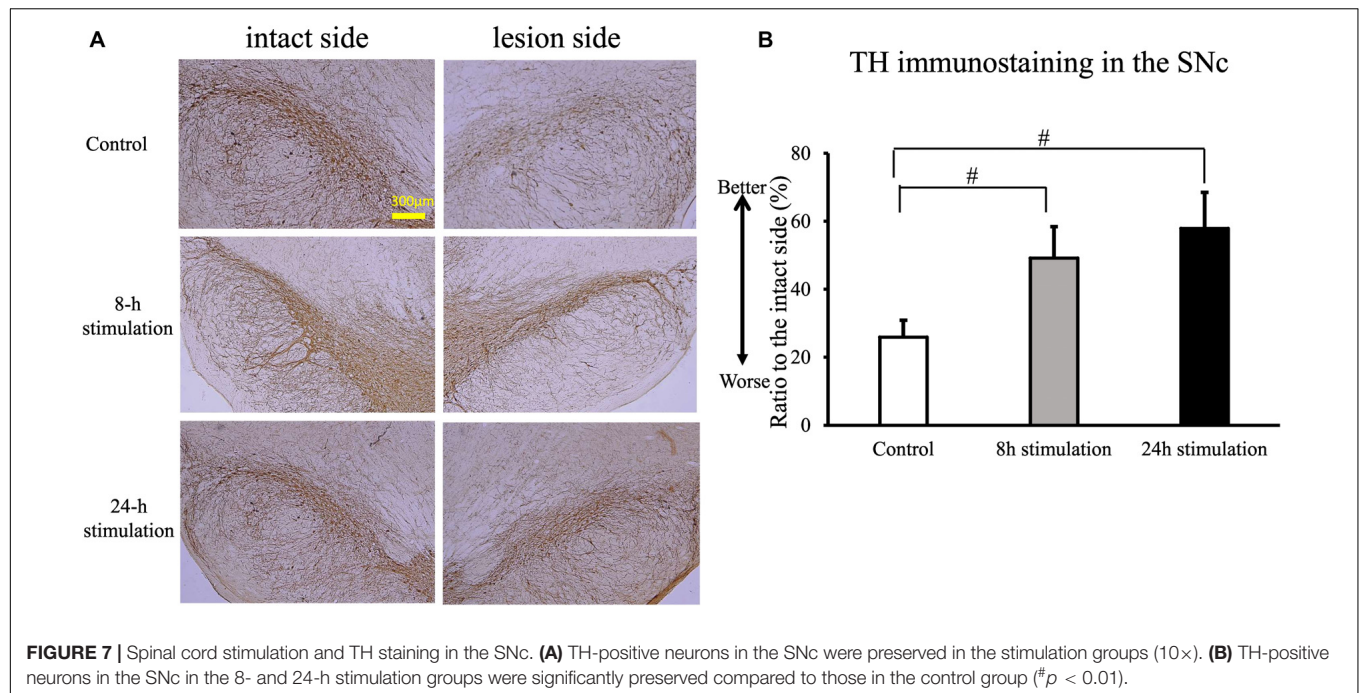 A
intact side
lesion side
Control
300µm
8-h
stimulation
24-h
stimulation
B
TH immunostaining in the SNc
#
#
Better
Worse
Ratio to the intact side (%)
80
60
40
20
0
Control
8h stimulation
24h stimulation
FIGURE 7 | Spinal cord stimulation and TH staining in the SNc. (A) TH-positive neurons in the SNc were preserved in the stimulation groups (10×). (B) TH-positive
neurons in the SNc in the 8- and 24-h stimulation groups were significantly preserved compared to those in the control group (#p < 0.01).